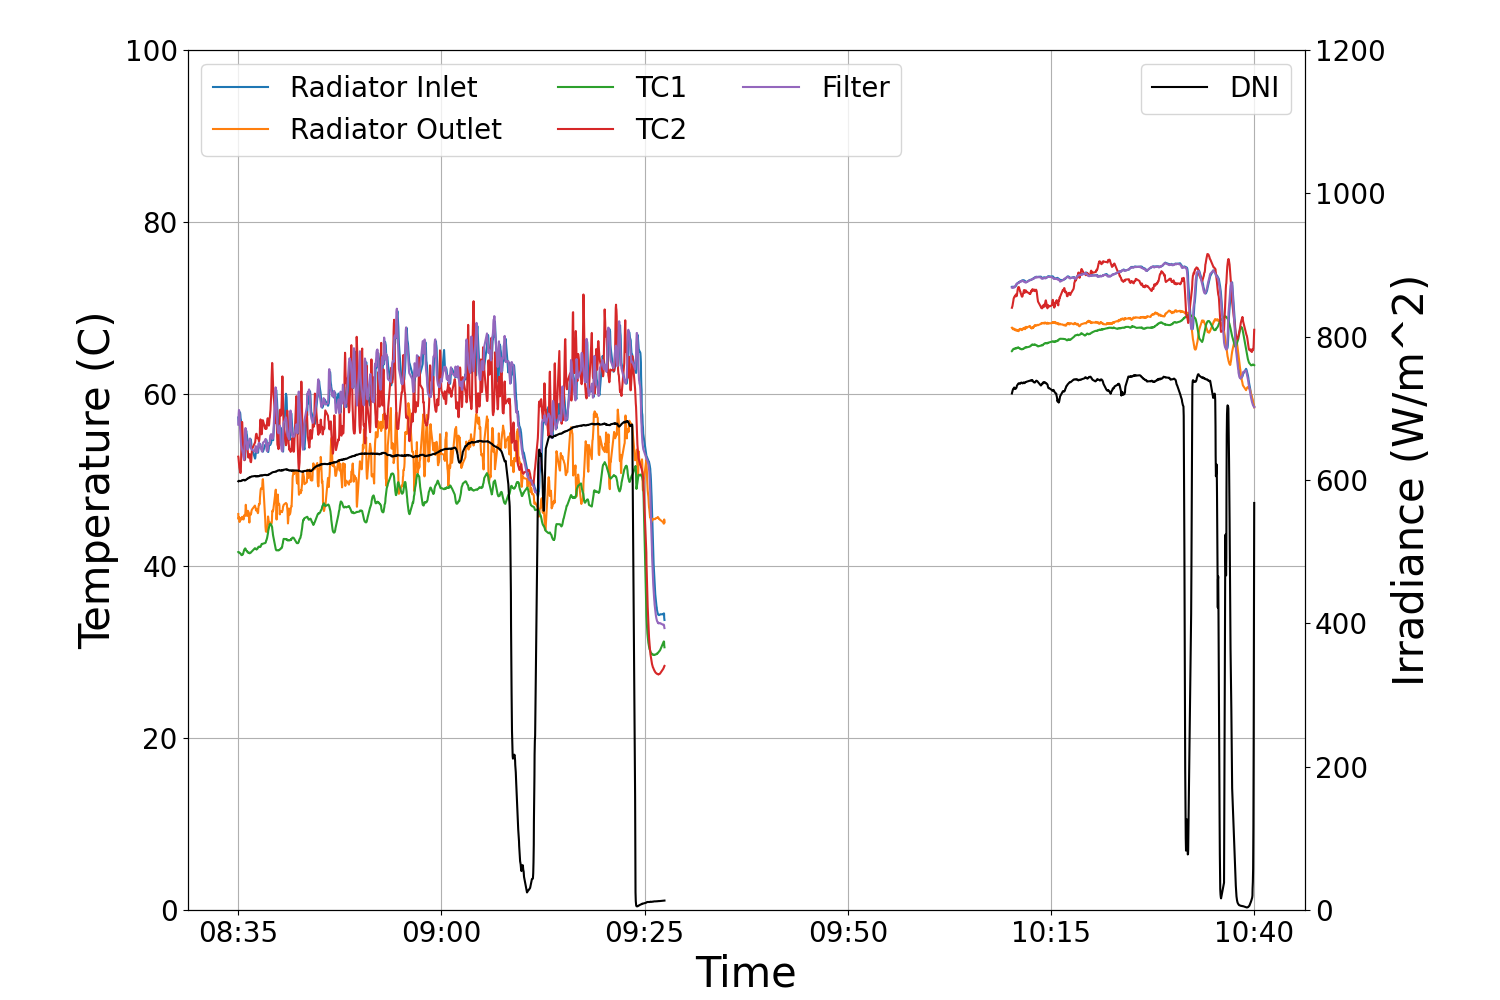 Radiator Inlet
Radiator Outlet
TC1
TC2
Filter
DNI
100
80
60
40
20
0
Temperature (C)
1200
1000
800
600
400
200
0
Irradiance (W/m^2)
08:35
09:00
09:25
09:50
10:15
10:40
Time